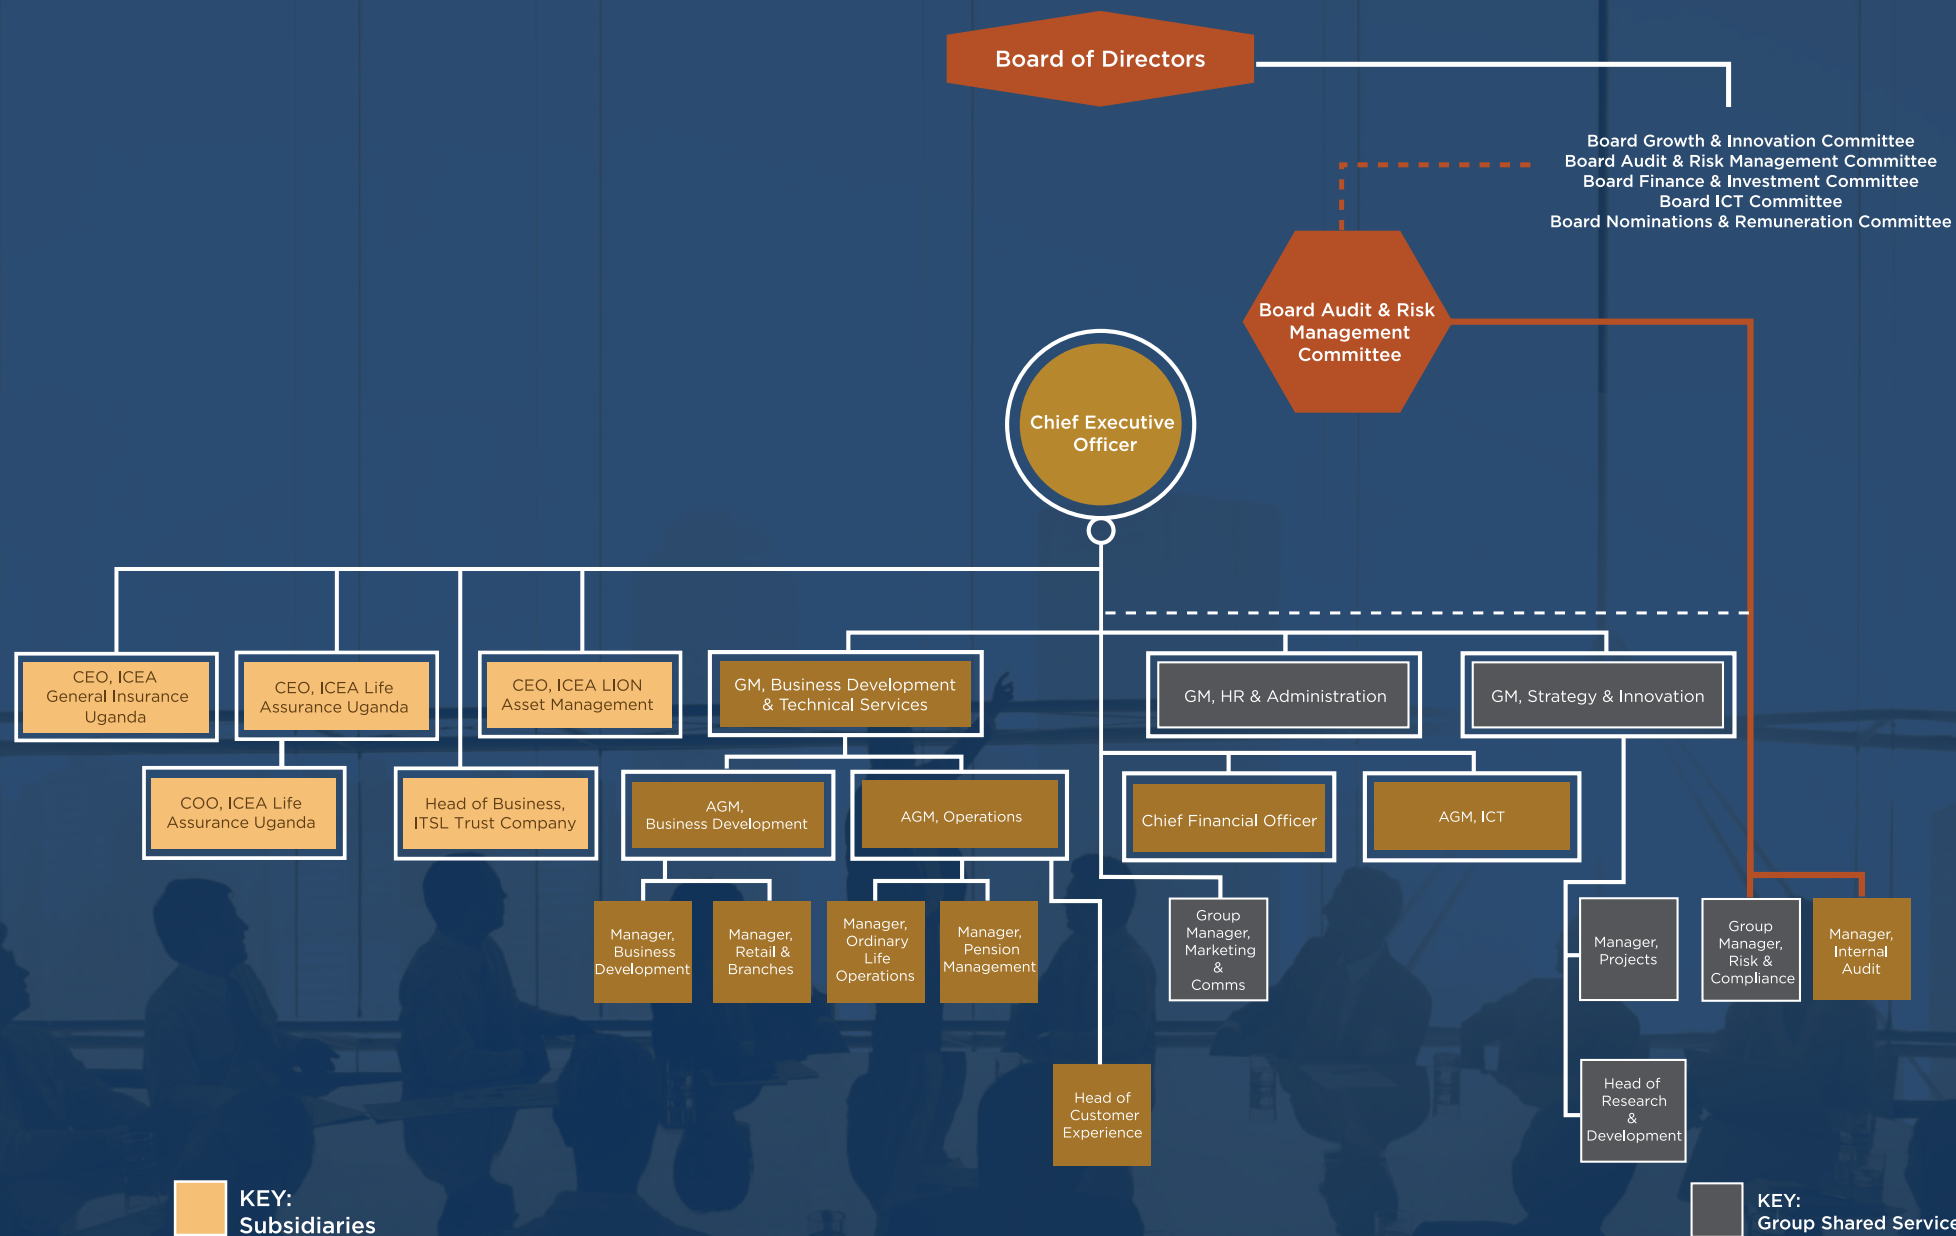 Board of Directors
Board Growth & Innovation Committee
Board Audit & Risk Management Committee
Board Finance & Investment Committee
Board ICT Committee
Board Nominations & Remuneration Committee
Board Audit & Risk
Management
Committee
Chief Executive
Officer
CEO, ICEA
General Insurance
Uganda
CEO, ICEA Life
Assurance Uganda
CEO, ICEA LION
Asset Management
GM, Business Development
& Technical Services
GM, HR & Administration
GM, Strategy & Innovation
COO, ICEA Life
Assurance Uganda
Head of Business,
ITSL Trust Company
AGM,
Business Development
AGM, Operations
Chief Financial Officer
AGM, ICT
Manager,
Business
Development
Manager,
Retail &
Branches
Manager,
Ordinary
Life
Operations
Manager,
Pension
Management
Group
Manager,
Marketing
&
Comms
Manager,
Projects
Group
Manager,
Risk &
Compliance
Manager,
Internal
Audit
Head of
Customer
Experience
Head of
Research
&
Development
KEY:
Subsidiaries
KEY:
Group Shared Service